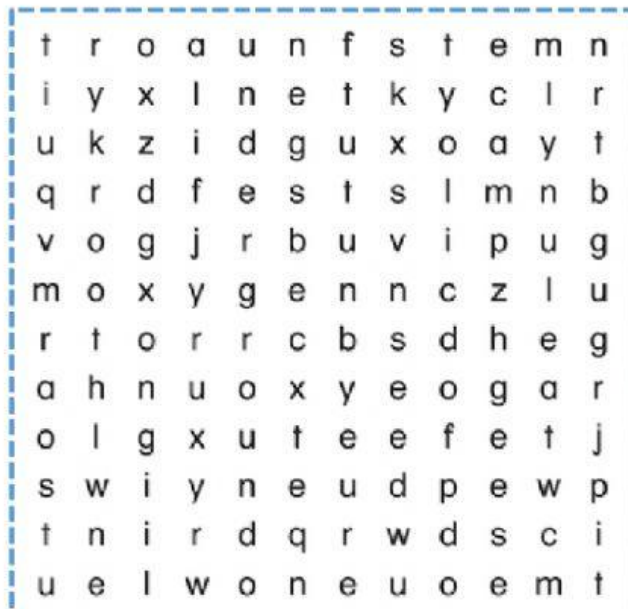 t r o a u n f s t e m n
i y x l n e t k y c l r
u k z i d g u x o a y t
q r d f e s t s l m n b
v o g j r b u v i p u g
m o x y g e n n c z l u
r t o r r c b s d h e g
a h n u o x y e o g a r
o l g x u t e e f e t j
s w i y n e u d p e w p
t n i r d q r w d s c i
u e l w o n e u o e m t